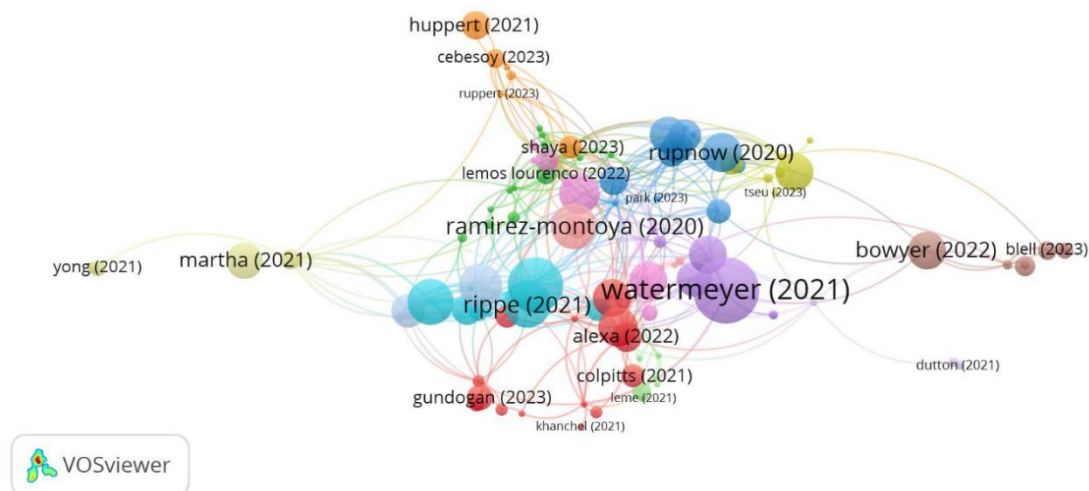 huppert (2021)
cebesoy (2023)
ruppert (2023)
shaya (2023)
rupnow (2020)
lemos lourenco (2022)
tseu (2023)
park (2023)
ramirez-montoya (2020)
bowyer (2022)
blell (2023)
yong (2021)
martha (2021)
watermeyer (2021)
rippe (2021)
alexa (2022)
dutton (2021)
colpitts (2021)
gundogan (2023)
leme (2021)
khanchel (2021)
VOSviewer